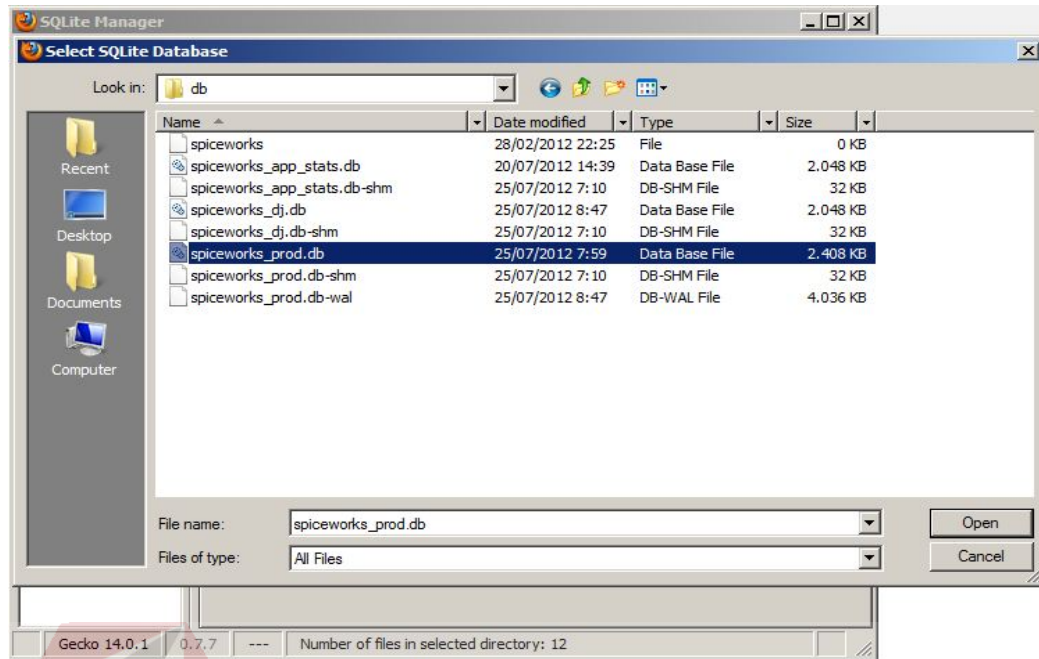 SQLite Manager
Select SQLite Database
Look in: db
Name Date modified Type Size
spiceworks 28/02/2012 22:25 File 0 KB
spiceworks_app_stats.db 20/07/2012 14:39 Data Base File 2.048 KB
spiceworks_app_stats.db-shm 25/07/2012 7:10 DB-SHM File 32 KB
spiceworks_dj.db 25/07/2012 8:47 Data Base File 2.048 KB
spiceworks_dj.db-shm 25/07/2012 7:10 DB-SHM File 32 KB
spiceworks_prod.db 25/07/2012 7:59 Data Base File 2.408 KB
spiceworks_prod.db-shm 25/07/2012 7:10 DB-SHM File 32 KB
spiceworks_prod.db-wal 25/07/2012 8:47 DB-WAL File 4.036 KB
Recent
Desktop
Documents
Computer
File name: spiceworks_prod.db Open
Files of type: All Files Cancel
Gecko 14.0.1 0.7.7 --- Number of files in selected directory: 12